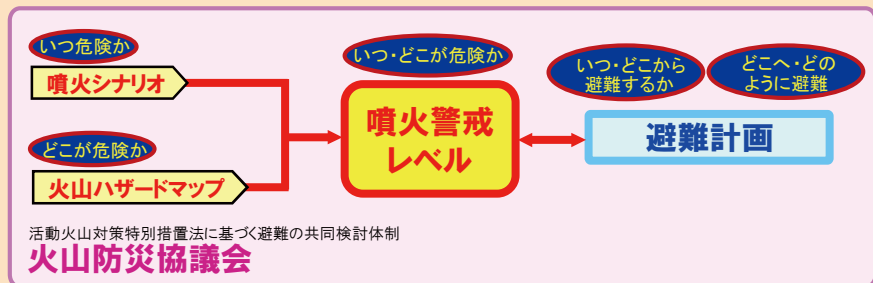 いつ危険か
噴火シナリオ
どこが危険か
火山ハザードマップ
いつ・どこが危険か
噴火警戒
レベル
いつ・どこから
避難するか
どこへ・どの
ように避難
避難計画
活動火山対策特別措置法に基づく避難の共同検討体制
火山防災協議会